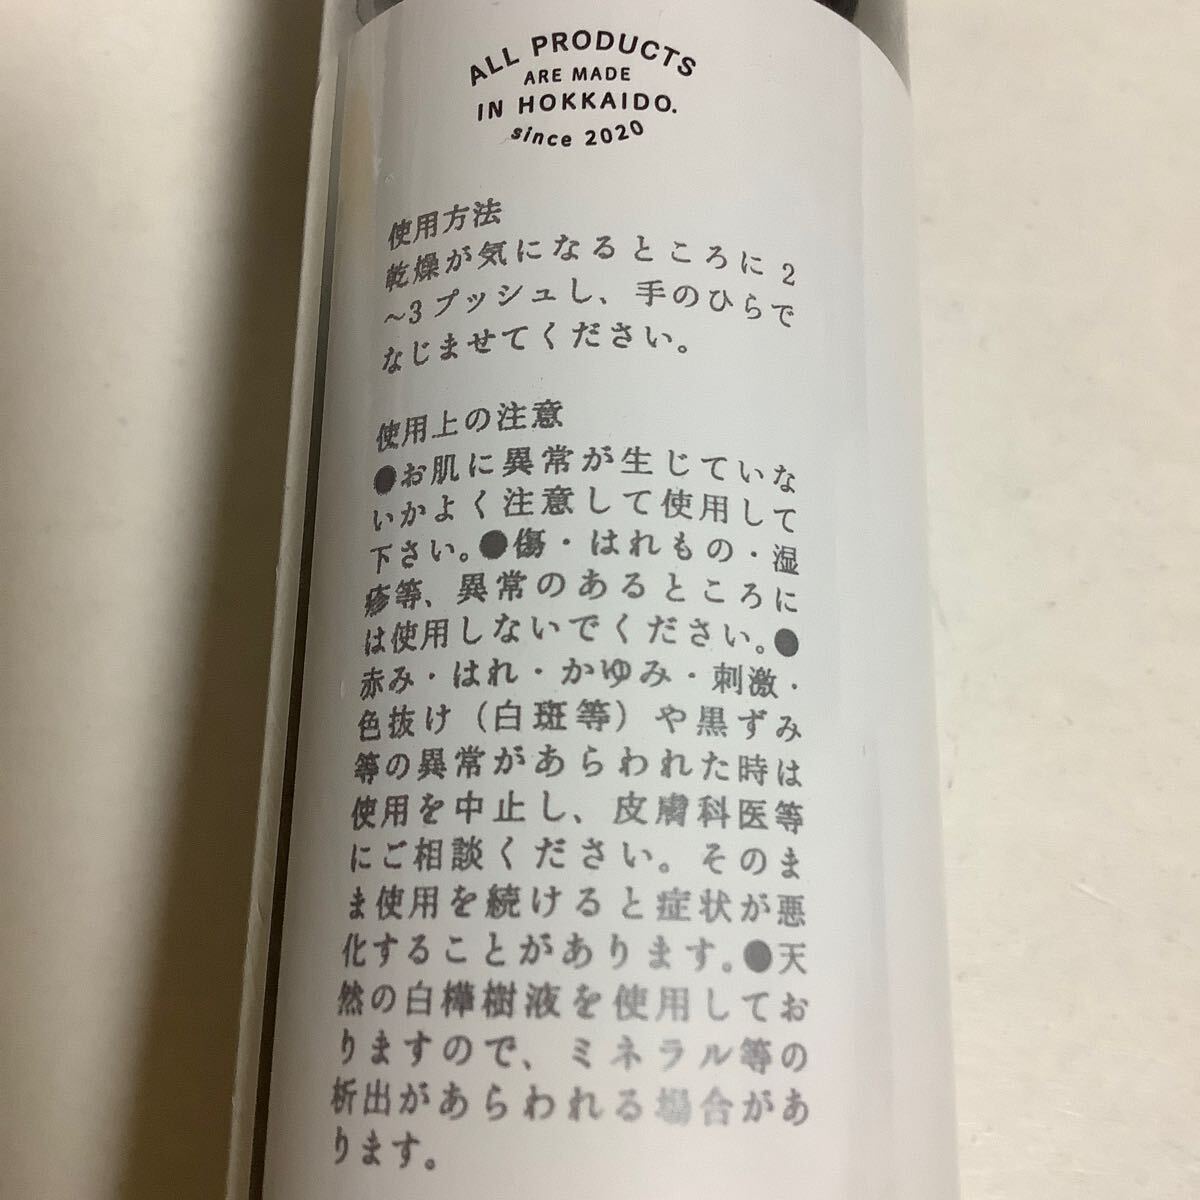 ALL PRODUCTS
ARE MADE
IN HOKKAIDO.
since 2020
使用方法
乾燥が気になるところに2
～3プッシュし、手のひらで
なじませてください。
使用上の注意
●お肌に異常が生じていな
いかよく注意して使用して
下さい。●傷・はれもの・湿
疹等、異常のあるところに
は使用しないでください。●
赤み・はれ・かゆみ・刺激・
色抜け（白斑等）や黒ずみ
等の異常があらわれた時は
使用を中止し、皮膚科医等
にご相談ください。そのま
ま使用を続けると症状が悪
化することがあります。●天
然の白樺樹液を使用してお
りますので、ミネラル等の
析出があらわれる場合があ
ります。